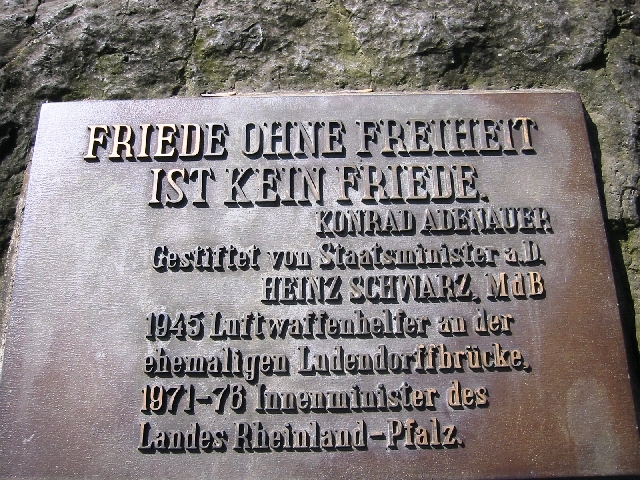 FRIEDE OHNE FREIHEIT
IST KEIN FRIEDE.
KONRAD ADENAUER
Gestiftet von Staatsminister a.D.
HEINZ SCHWARZ, MdB
1945 Luftwaffenhelfer an der
ehemaligen Ludendorffbrücke,
1971-76 Innenminister des
Landes Rheinland-Pfalz.